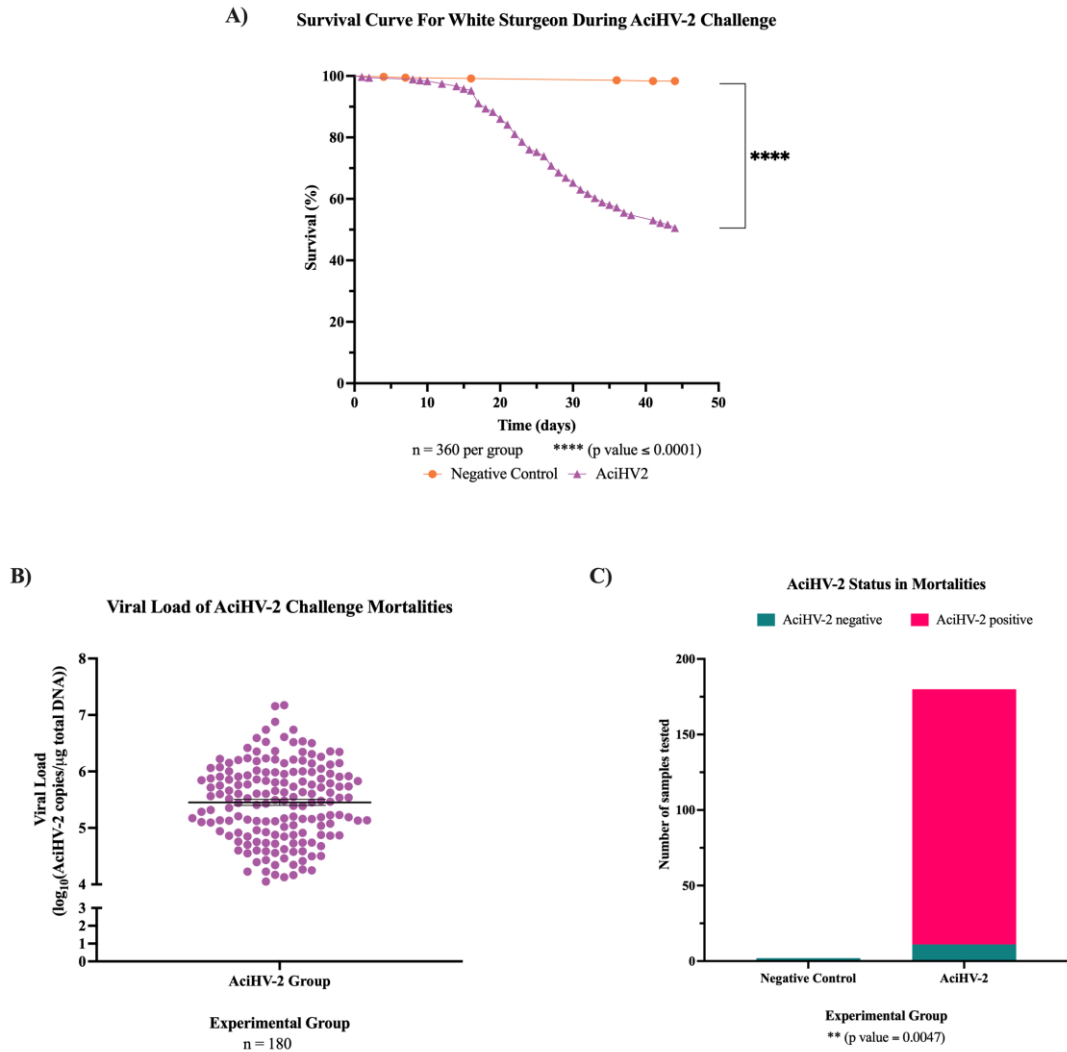 A)
Survival Curve For White Sturgeon During AciHV-2 Challenge
100
80
60
40
20
0
Survival (%)
0 10 20 30 40 50
Time (days)
****
n = 360 per group **** (p value ≤ 0.0001)
Negative Control AciHV2
B)
Viral Load of AciHV-2 Challenge Mortalities
Viral Load
(log10(AciHV-2 copies/μg total DNA))
8
7
6
5
4
3
2
1
0
AciHV-2 Group
Experimental Group
n = 180
C)
AciHV-2 Status in Mortalities
AciHV-2 negative AciHV-2 positive
Number of samples tested
200
150
100
50
0
Negative Control AciHV-2
Experimental Group
** (p value = 0.0047)